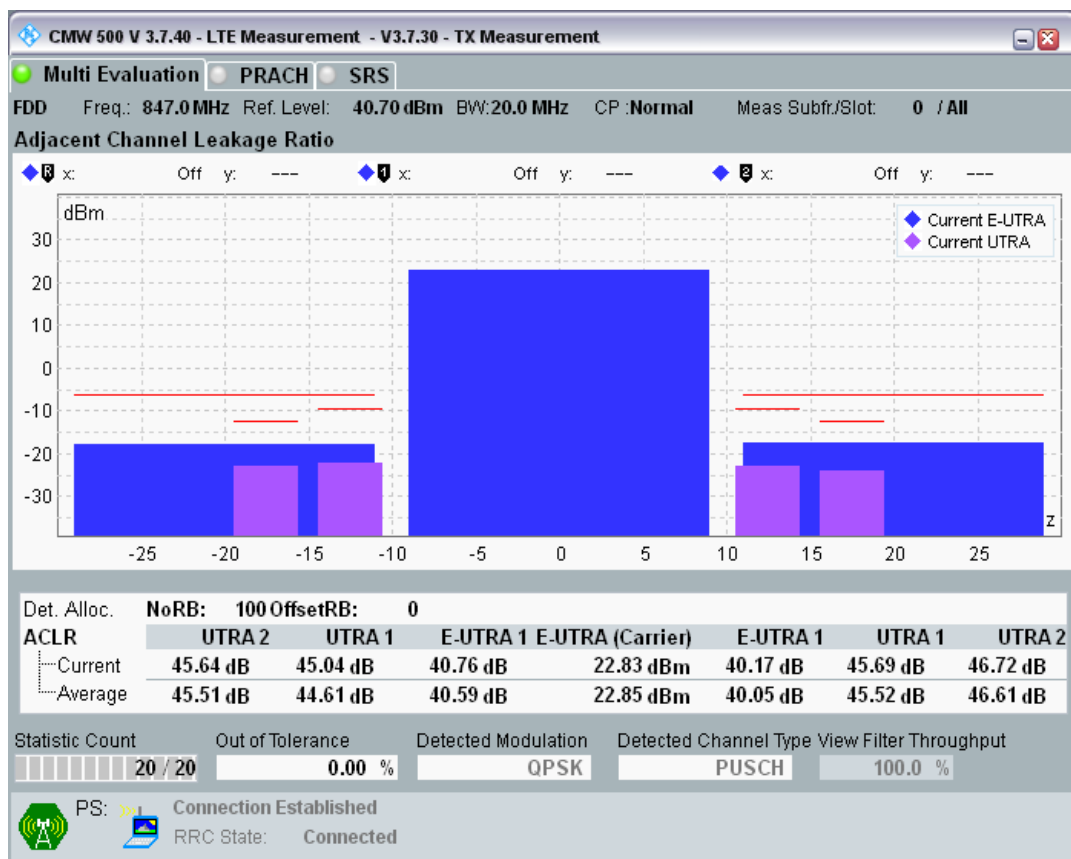 CMW 500 V 3.7.40 - LTE Measurement - V3.7.30 - TX Measurement
Multi Evaluation PRACH SRS
FDD Freq.: 847.0 MHz Ref. Level: 40.70 dBm BW:20.0 MHz CP :Normal Meas Subfr./Slot: 0 / All
Adjacent Channel Leakage Ratio
R x: Off y: --- 1 x: Off y: --- 2 x: Off y: ---
dBm
Current E-UTRA
Current UTRA
30
20
10
0
-10
-20
-30
z
-25 -20 -15 -10 -5 0 5 10 15 20 25
Det. Alloc. NoRB: 100 OffsetRB: 0
ACLR UTRA 2 UTRA 1 E-UTRA 1 E-UTRA (Carrier) E-UTRA 1 UTRA 1 UTRA 2
Current 45.64 dB 45.04 dB 40.76 dB 22.83 dBm 40.17 dB 45.69 dB 46.72 dB
Average 45.51 dB 44.61 dB 40.59 dB 22.85 dBm 40.05 dB 45.52 dB 46.61 dB
Statistic Count Out of Tolerance Detected Modulation Detected Channel Type View Filter Throughput
20 / 20 0.00 % QPSK PUSCH 100.0 %
PS: Connection Established
RRC State: Connected